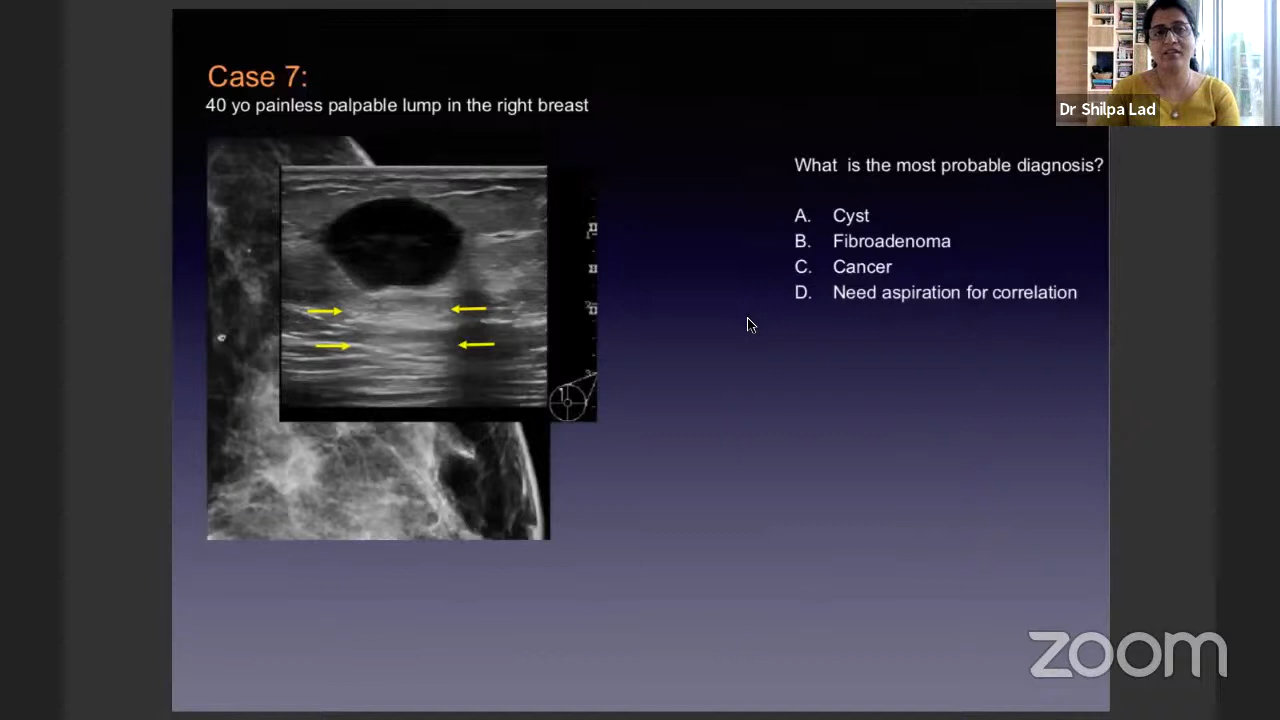 Case 7:
40 yo painless palpable lump in the right breast
Dr Shilpa Lad
What is the most probable diagnosis?
A. Cyst
B. Fibroadenoma
C. Cancer
D. Need aspiration for correlation
zoom